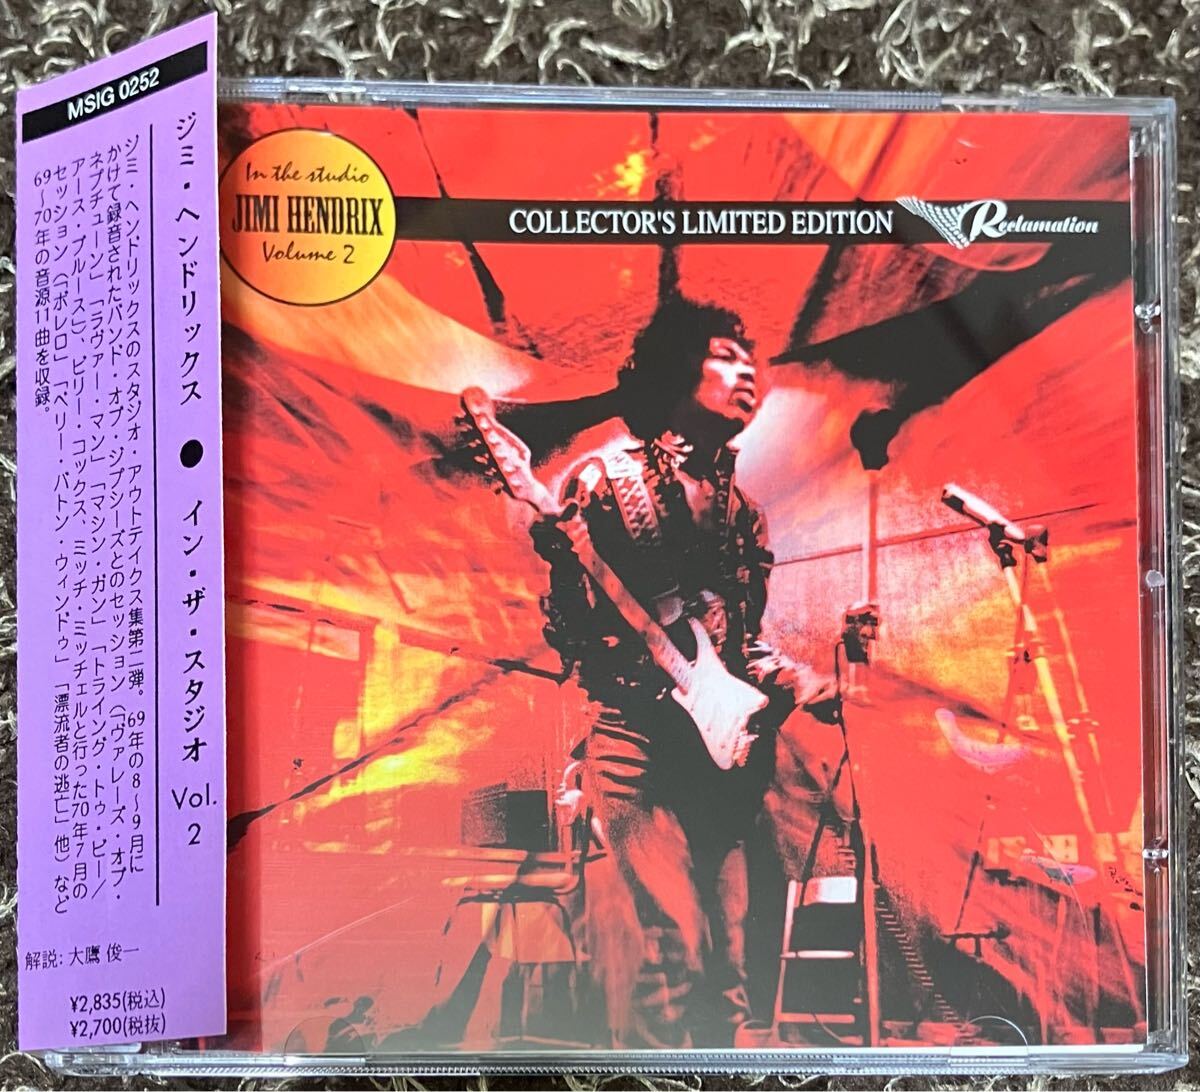 MSIG 0252
ジミ・ヘンドリックス ● イン・ザ・スタジオ Vol. 2
ジミ・ヘンドリックスのスタジオ・アウトテイクス集第二弾。'69年の8〜9月に
かけて録音されたバンド・オブ・ジプシーズとのセッション(「ヴァレーズ・オブ・
ネプチューン」「ラヴァー・マン」「マシン・ガン」「トライング・トゥ・ビー/
アース・ブルース」)、ビリー・コックス、ミッチ・ミッチェルと行った70年7月の
セッション(「ボレロ」「ベリー・パトン・ウィンドゥ」「漂流者の逃亡」他)など
69〜70年の音源11曲を収録。
解説: 大鷹 俊一
¥2,835(税込)
¥2,700(税抜)
In the studio
JIMI HENDRIX
Volume 2
COLLECTOR'S LIMITED EDITION
Reclamation